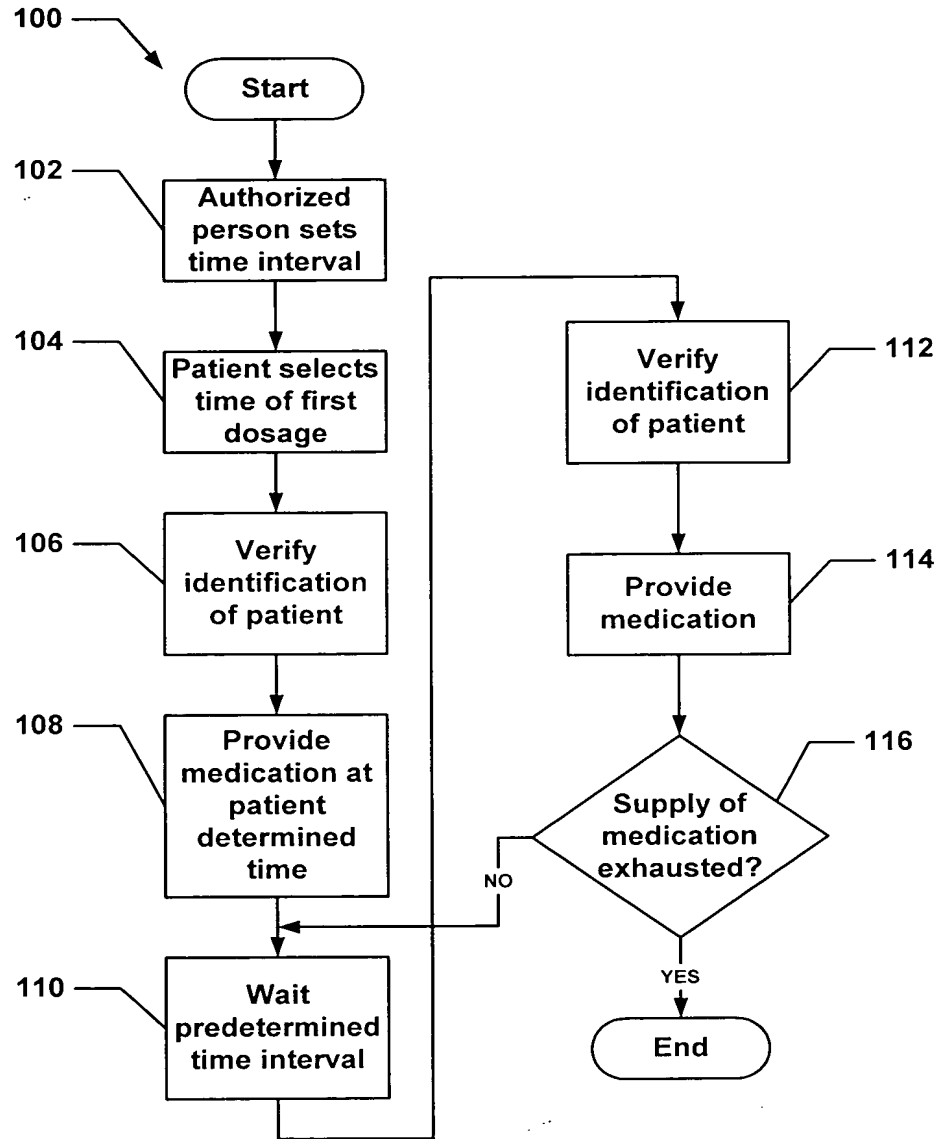 100
Start
102
Authorized
person sets
time interval
104
Patient selects
time of first
dosage
106
Verify
identification
of patient
108
Provide
medication at
patient
determined
time
110
Wait
predetermined
time interval
112
Verify
identification
of patient
114
Provide
medication
116
Supply of
medication
exhausted?
NO
YES
End